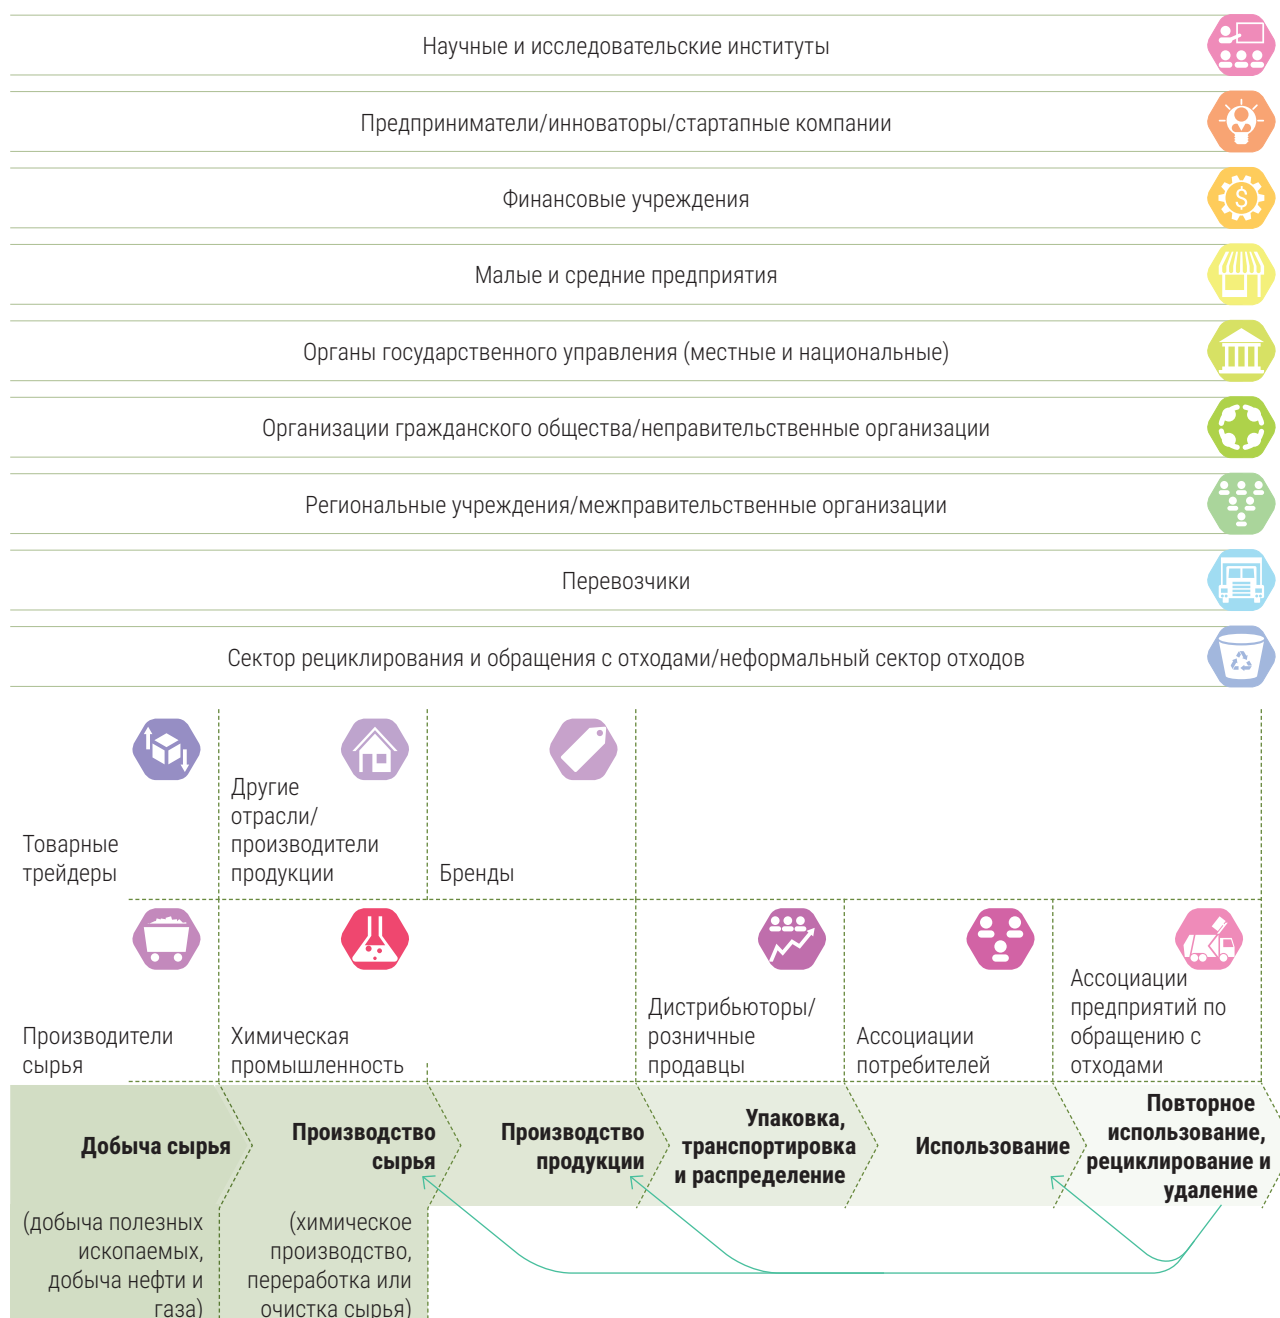 Научные и исследовательские институты
Предприниматели/инноваторы/стартапные компании
Финансовые учреждения
Малые и средние предприятия
Органы государственного управления (местные и национальные)
Организации гражданского общества/неправительственные организации
Региональные учреждения/межправительственные организации
Перевозчики
Сектор рециклирования и обращения с отходами/неформальный сектор отходов
Товарные
трейдеры
Другие
отрасли/
производители
продукции
Бренды
Производители
сырья
Химическая
промышленность
Дистрибьюторы/
розничные
продавцы
Ассоциации
потребителей
Ассоциации
предприятий по
обращению с
отходами
Добыча сырья
Производство
сырья
Производство
продукции
Упаковка,
транспортировка
и распределение
Использование
Повторное
использование,
рециклирование и
удаление
(добыча полезных
ископаемых,
добыча нефти и
газа)
(химическое
производство,
переработка или
очистка сырья)